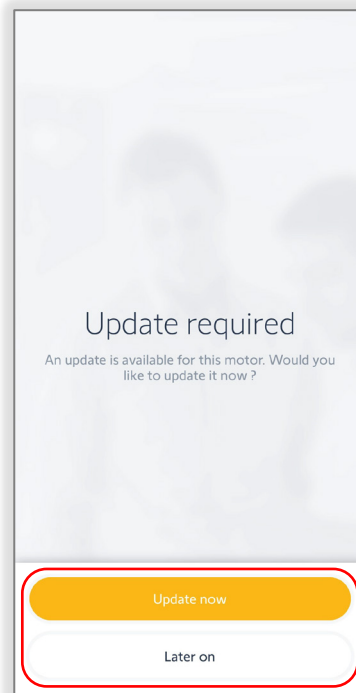 Update required
An update is available for this motor. Would you
like to update it now ?
Update now
Later on